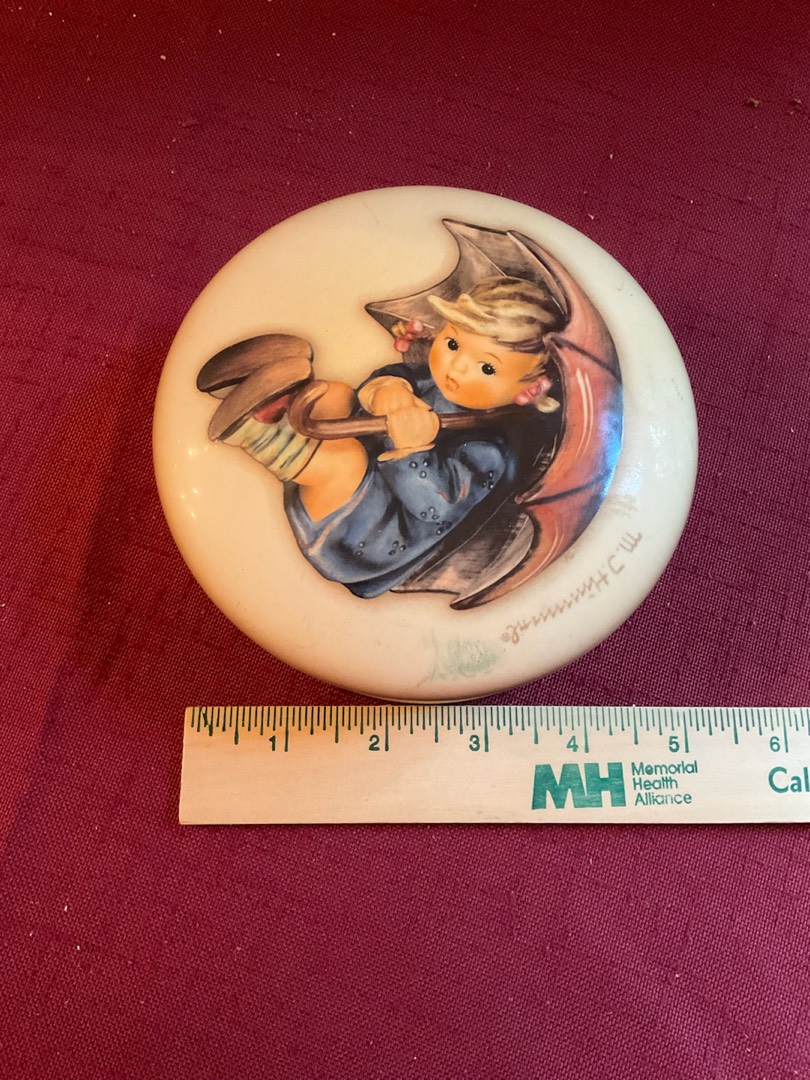 M.J. Hummel
1 2 3 4 5 6
MH Memorial
Health
Alliance
Cal